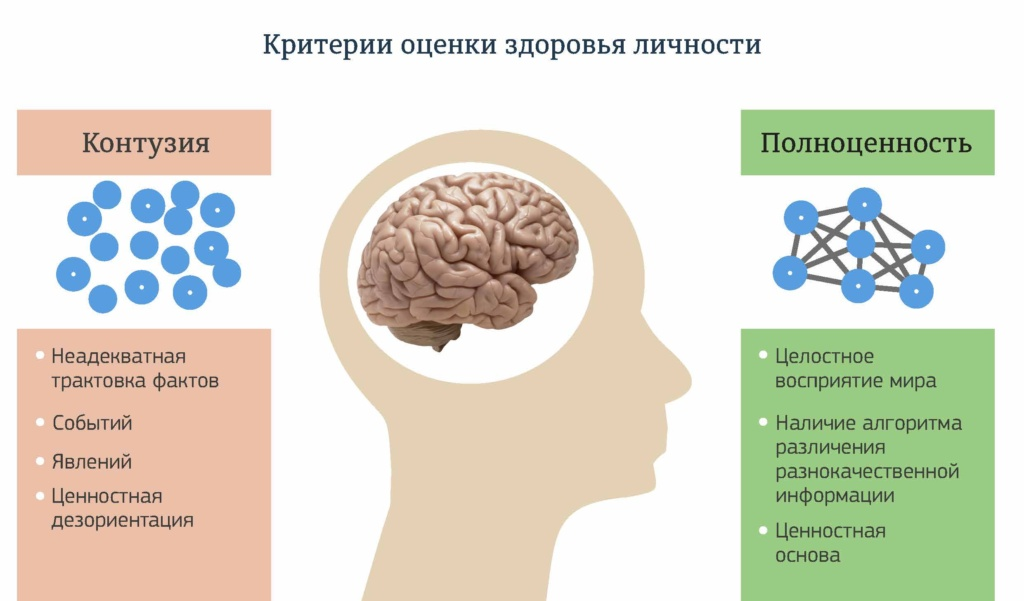 Критерии оценки здоровья личности
Контузия
Неадекватная
трактовка фактов
Событий
Явлений
Ценностная
дезориентация
Полноценность
Целостное
восприятие мира
Наличие алгоритма
различения
разнокачественной
информации
Ценностная
основа